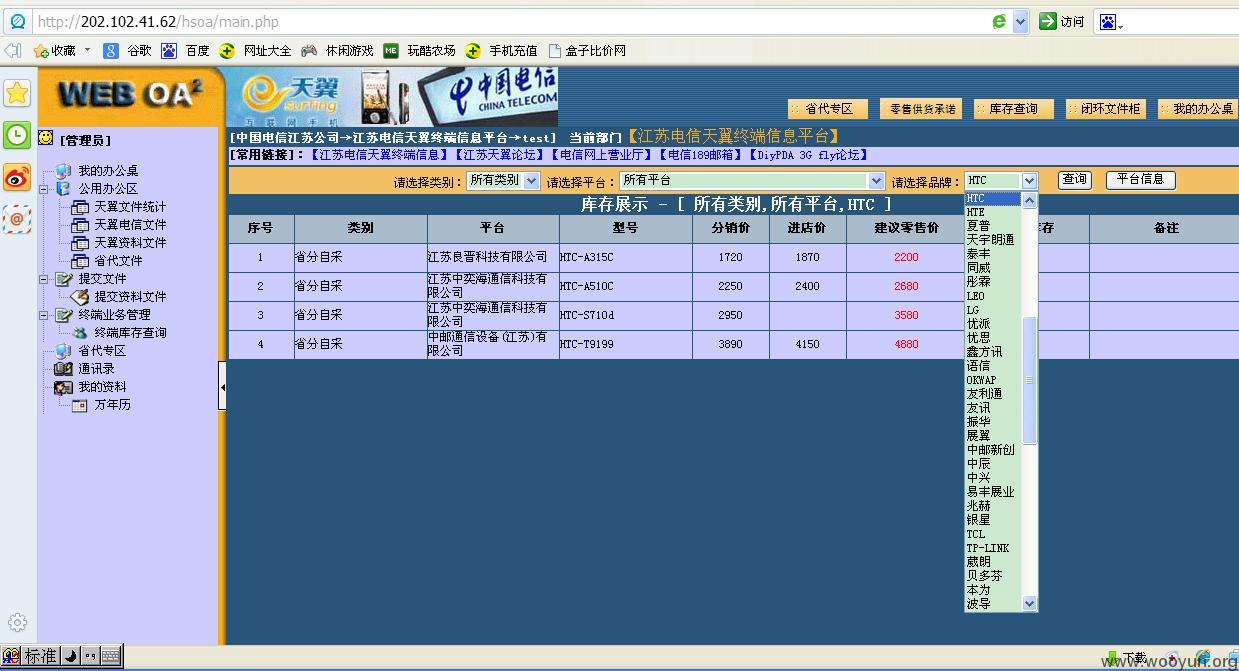 http://202.102.41.62/hsoa/main.php
访问
收藏 谷歌 百度 网址大全 休闲游戏 玩酷农场 手机充值 盒子比价网
WEB OA²
天翼 surfing
互联网手机
中国电信
CHINA TELECOM
省代专区 零售供货承诺 库存查询 闭环文件柜 我的办公桌
[管理员]
[中国电信江苏公司→江苏电信天翼终端信息平台→test] 当前部门【江苏电信天翼终端信息平台】
[常用链接]：【江苏电信天翼终端信息】【江苏天翼论坛】【电信网上营业厅】【电信189邮箱】【DiyPDA 3G fly论坛】
我的办公桌
公用办公区
天翼文件统计
天翼电信文件
天翼资料文件
省代文件
提交文件
提交资料文件
终端业务管理
终端库存查询
省代专区
通讯录
我的资料
万年历
请选择类别：所有类别 请选择平台：所有平台 请选择品牌：HTC 查询 平台信息
库存展示 - [ 所有类别,所有平台,HTC ]
序号 类别 平台 型号 分销价 进店价 建议零售价 存 备注
1 省分自采 江苏良晋科技有限公司 HTC-A315C 1720 1870 2200
2 省分自采 江苏中奕海通信科技有限公司 HTC-A510C 2250 2400 2680
3 省分自采 江苏中奕海通信科技有限公司 HTC-S710d 2950 3580
4 省分自采 中邮通信设备(江苏)有限公司 HTC-T9199 3890 4150 4880
HTC
HTE
夏普
天宇朗通
泰丰
同威
彤霖
LEO
LG
优派
优思
鑫方讯
语信
OKWAP
友利通
友讯
振华
展翼
中邮新创
中辰
中兴
易丰展业
兆赫
银星
TCL
TP-LINK
葳朗
贝多芬
本为
波导
标准
下载
www.wooyun.org